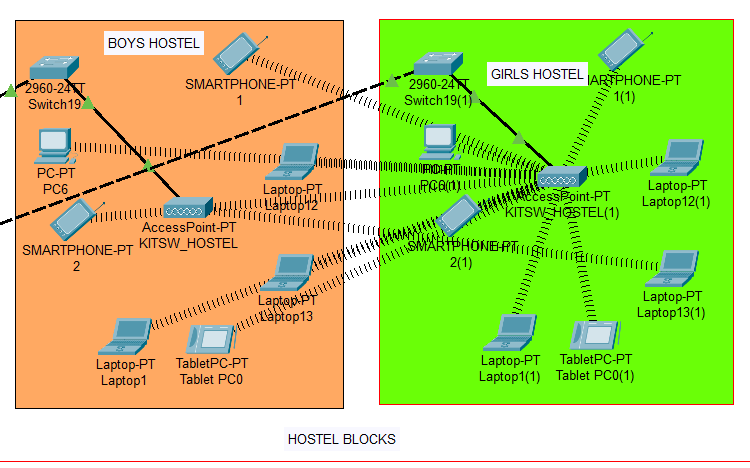 BOYS HOSTEL
2960-24TT
Switch19
SMARTPHONE-PT
1
PC-PT
PC6
Laptop-PT
Laptop12
SMARTPHONE-PT
2
AccessPoint-PT
KITSW_HOSTEL
Laptop-PT
Laptop13
Laptop-PT
Laptop1
TabletPC-PT
Tablet PC0
GIRLS HOSTEL
2960-24TT
Switch19(1)
MARTPHONE-PT
1(1)
PC-PT
PC6(1)
Laptop-PT
Laptop12(1)
AccessPoint-PT
KITSW_HOSTEL(1)
SMARTPHONE-PT
2(1)
Laptop-PT
Laptop13(1)
Laptop-PT
Laptop1(1)
TabletPC-PT
Tablet PC0(1)
HOSTEL BLOCKS